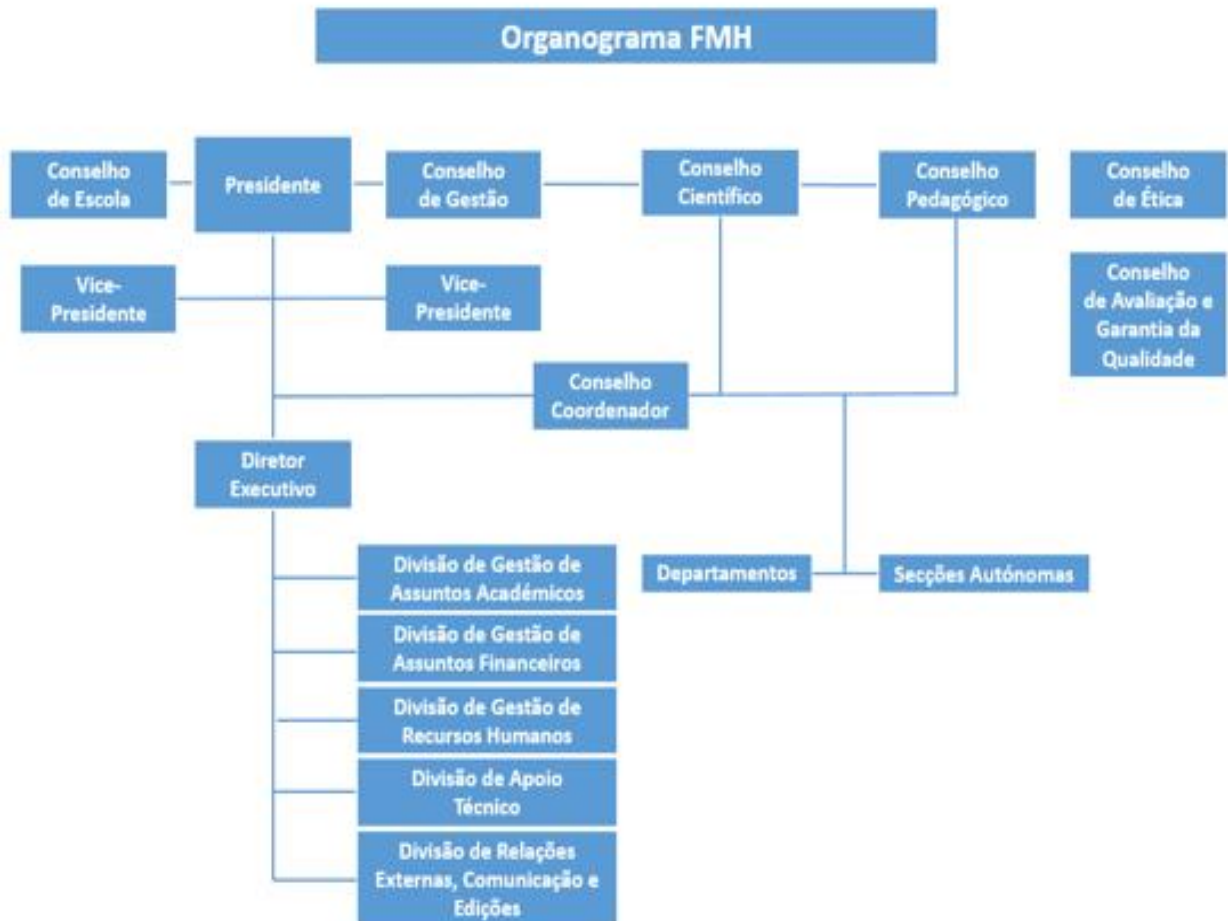 Organograma FMH
Conselho
de Escola
Presidente
Conselho
de Gestão
Conselho
Científico
Conselho
Pedagógico
Conselho
de Ética
Vice-
Presidente
Vice-
Presidente
Conselho
de Avaliação e
Garantia da
Qualidade
Conselho
Coordenador
Diretor
Executivo
Divisão de Gestão de
Assuntos Académicos
Departamentos
Secções Autónomas
Divisão de Gestão de
Assuntos Financeiros
Divisão de Gestão de
Recursos Humanos
Divisão de Apoio
Técnico
Divisão de Relações
Externas, Comunicação e
Edições